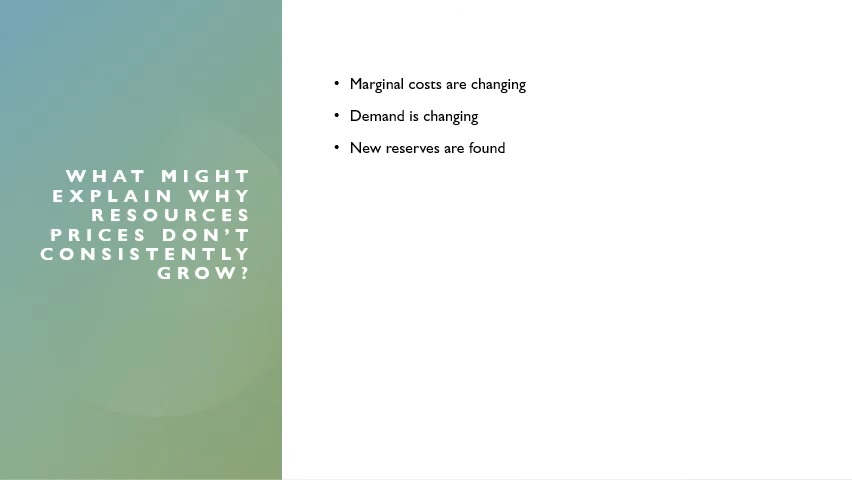 WHAT MIGHT
EXPLAIN WHY
RESOURCES
PRICES DON’T
CONSISTENTLY
GROW?
• Marginal costs are changing
• Demand is changing
• New reserves are found